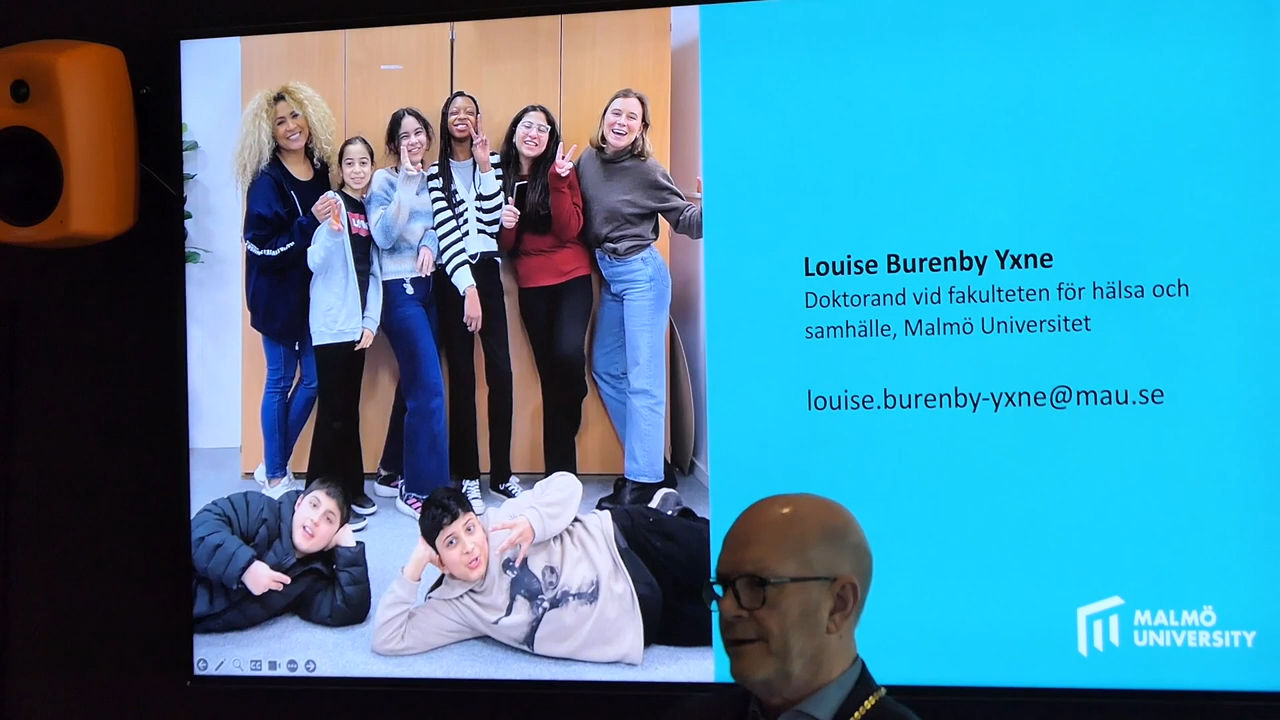 Louise Burenby Yxne
Doktorand vid fakulteten för hälsa och
samhälle, Malmö Universitet
louise.burenby-yxne@mau.se
MALMÖ
UNIVERSITY